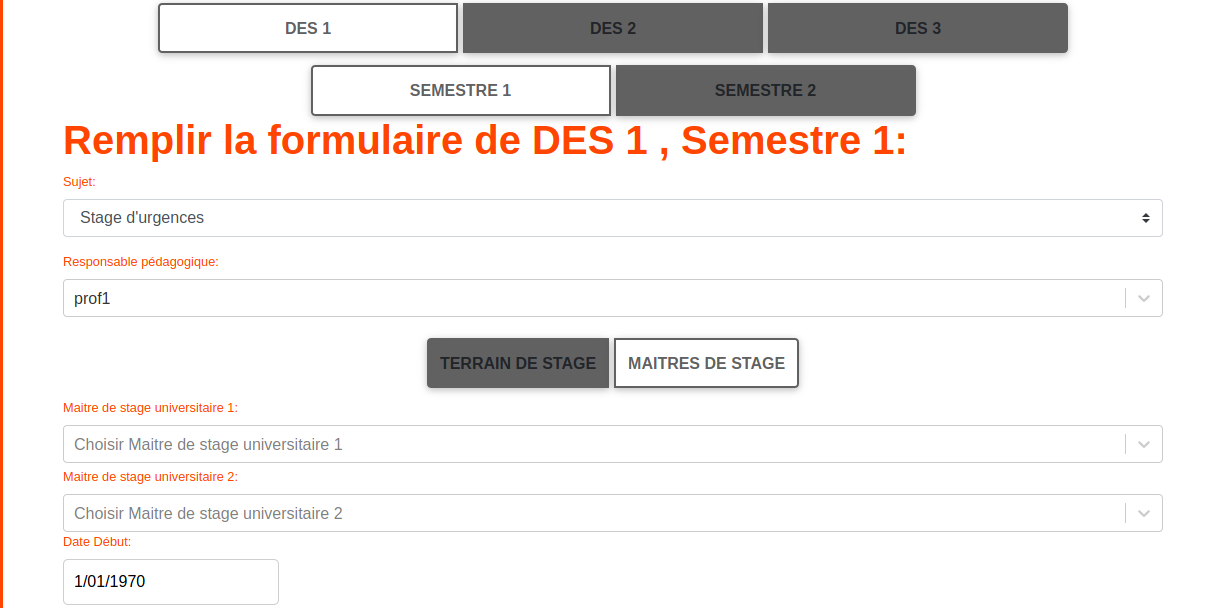 DES 1 DES 2 DES 3
SEMESTRE 1 SEMESTRE 2
Remplir la formulaire de DES 1 , Semestre 1:
Sujet:
Stage d'urgences
Responsable pédagogique:
prof1
TERRAIN DE STAGE MAITRES DE STAGE
Maitre de stage universitaire 1:
Choisir Maitre de stage universitaire 1
Maitre de stage universitaire 2:
Choisir Maitre de stage universitaire 2
Date Début:
1/01/1970